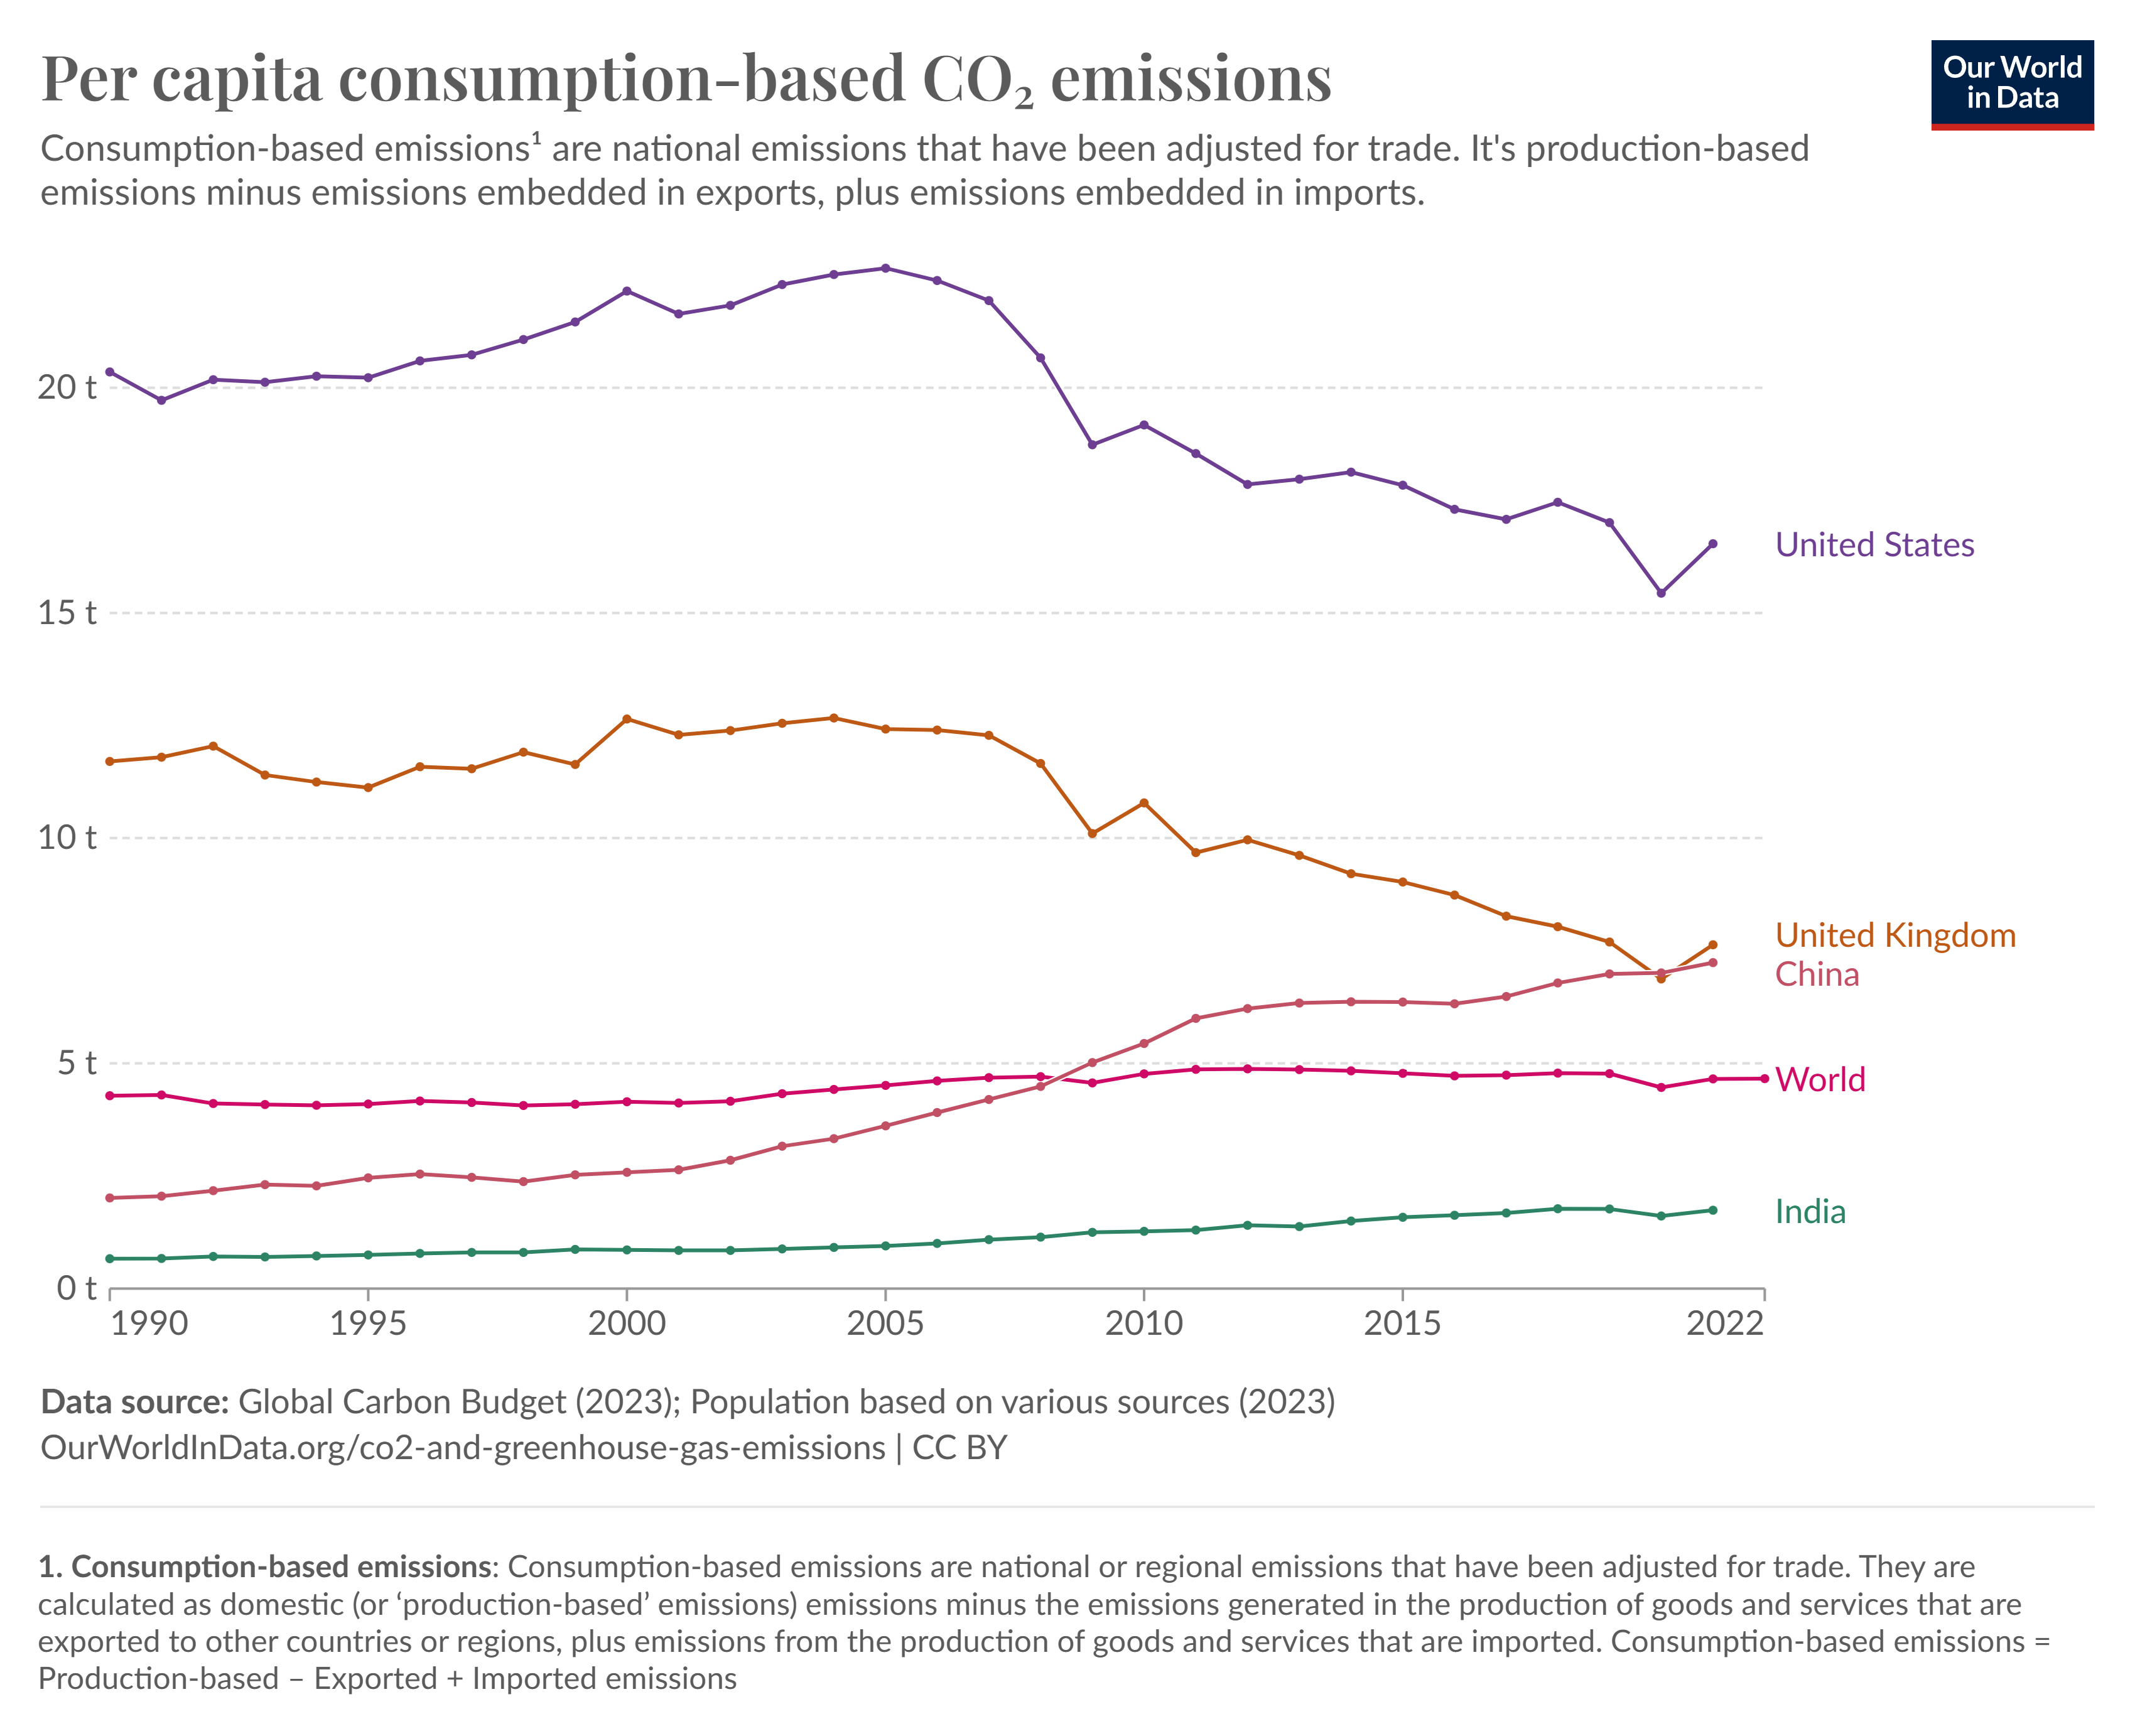 Per capita consumption-based CO₂ emissions
Our World
in Data
Consumption-based emissions¹ are national emissions that have been adjusted for trade. It's production-based
emissions minus emissions embedded in exports, plus emissions embedded in imports.
20 t
15 t
10 t
5 t
0 t
United States
United Kingdom
China
World
India
1990
1995
2000
2005
2010
2015
2022
Data source: Global Carbon Budget (2023); Population based on various sources (2023)
OurWorldInData.org/co2-and-greenhouse-gas-emissions | CC BY
1. Consumption-based emissions: Consumption-based emissions are national or regional emissions that have been adjusted for trade. They are
calculated as domestic (or ‘production-based’ emissions) emissions minus the emissions generated in the production of goods and services that are
exported to other countries or regions, plus emissions from the production of goods and services that are imported. Consumption-based emissions =
Production-based – Exported + Imported emissions